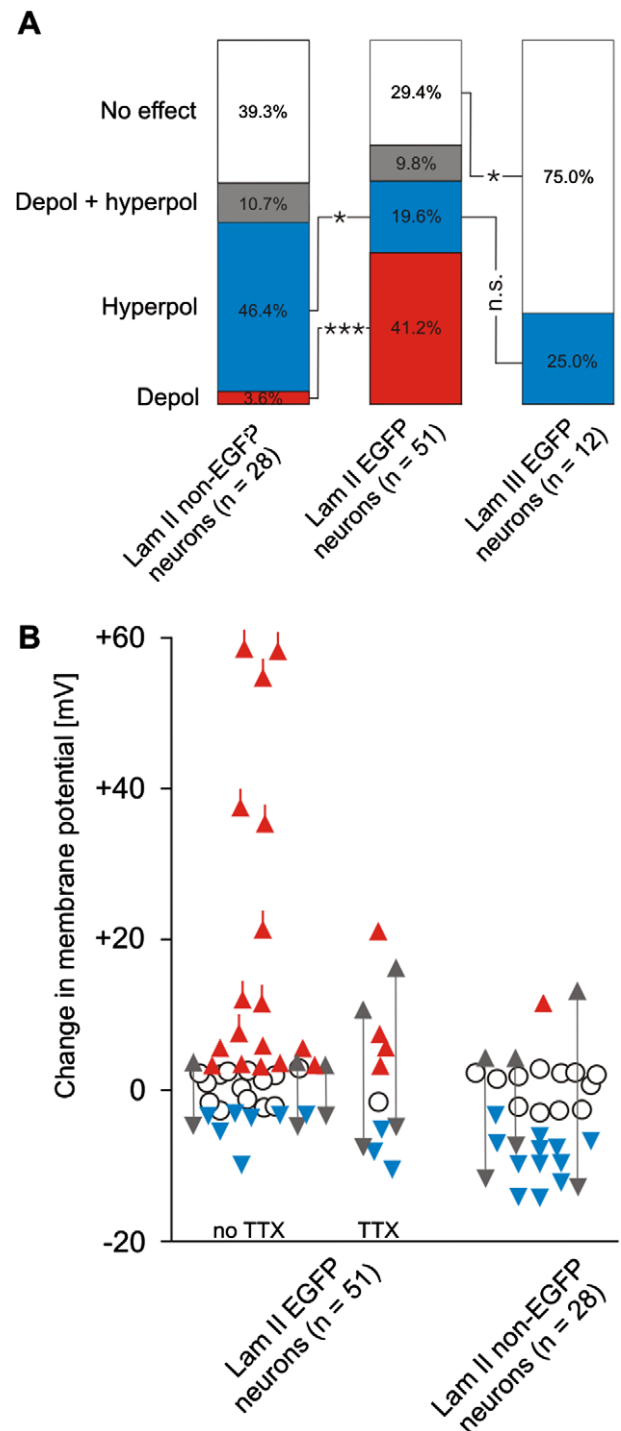 A
No effect
Depol + hyperpol
Hyperpol
Depol
39.3%
10.7%
46.4%
3.6%
*
***
29.4%
9.8%
19.6%
41.2%
*
n.s.
75.0%
25.0%
Lam II non-EGFP
neurons (n = 28)
Lam II EGFP
neurons (n = 51)
Lam III EGFP
neurons (n = 12)
B
Change in membrane potential [mV]
+60
+40
+20
0
-20
no TTX
TTX
Lam II EGFP
neurons (n = 51)
Lam II non-EGFP
neurons (n = 28)